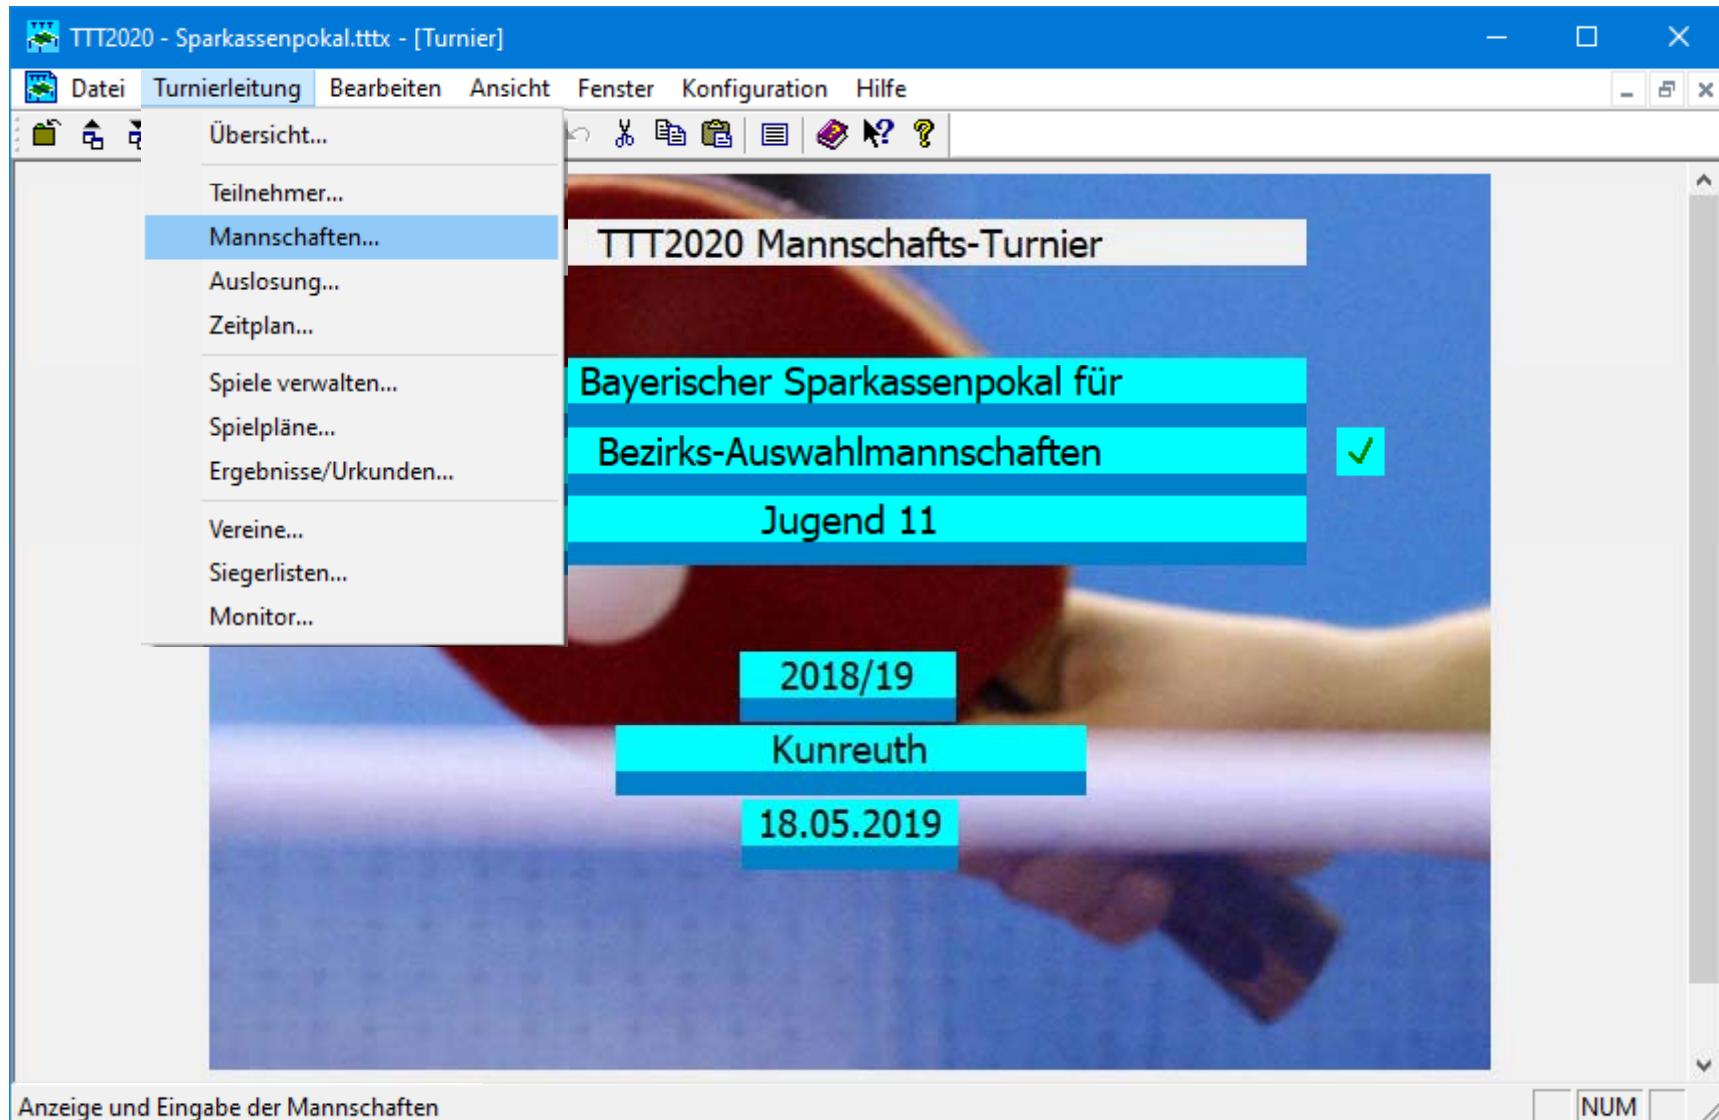 TTT2020 - Sparkassenpokal.tttx - [Turnier]
Datei Turnierleitung Bearbeiten Ansicht Fenster Konfiguration Hilfe
Übersicht...
Teilnehmer...
Mannschaften...
Auslosung...
Zeitplan...
Spiele verwalten...
Spielpläne...
Ergebnisse/Urkunden...
Vereine...
Siegerlisten...
Monitor...
TTT2020 Mannschafts-Turnier
Bayerischer Sparkassenpokal für
Bezirks-Auswahlmannschaften
Jugend 11
2018/19
Kunreuth
18.05.2019
Anzeige und Eingabe der Mannschaften
NUM